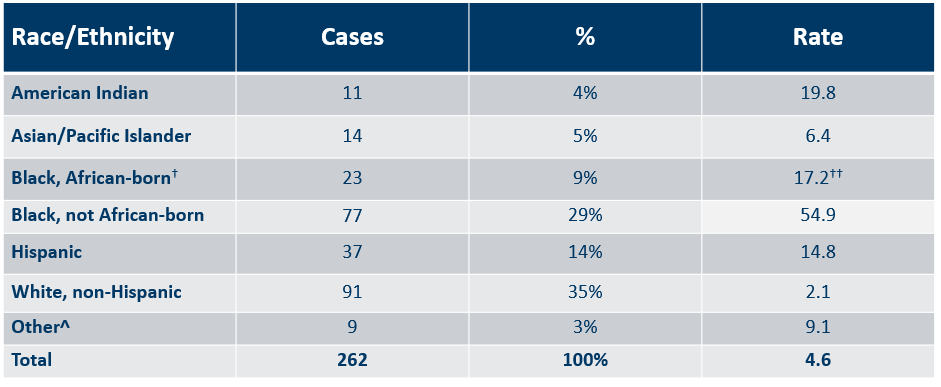 Race/Ethnicity Cases % Rate
American Indian 11 4% 19.8
Asian/Pacific Islander 14 5% 6.4
Black, African-born† 23 9% 17.2††
Black, not African-born 77 29% 54.9
Hispanic 37 14% 14.8
White, non-Hispanic 91 35% 2.1
Other^ 9 3% 9.1
Total 262 100% 4.6